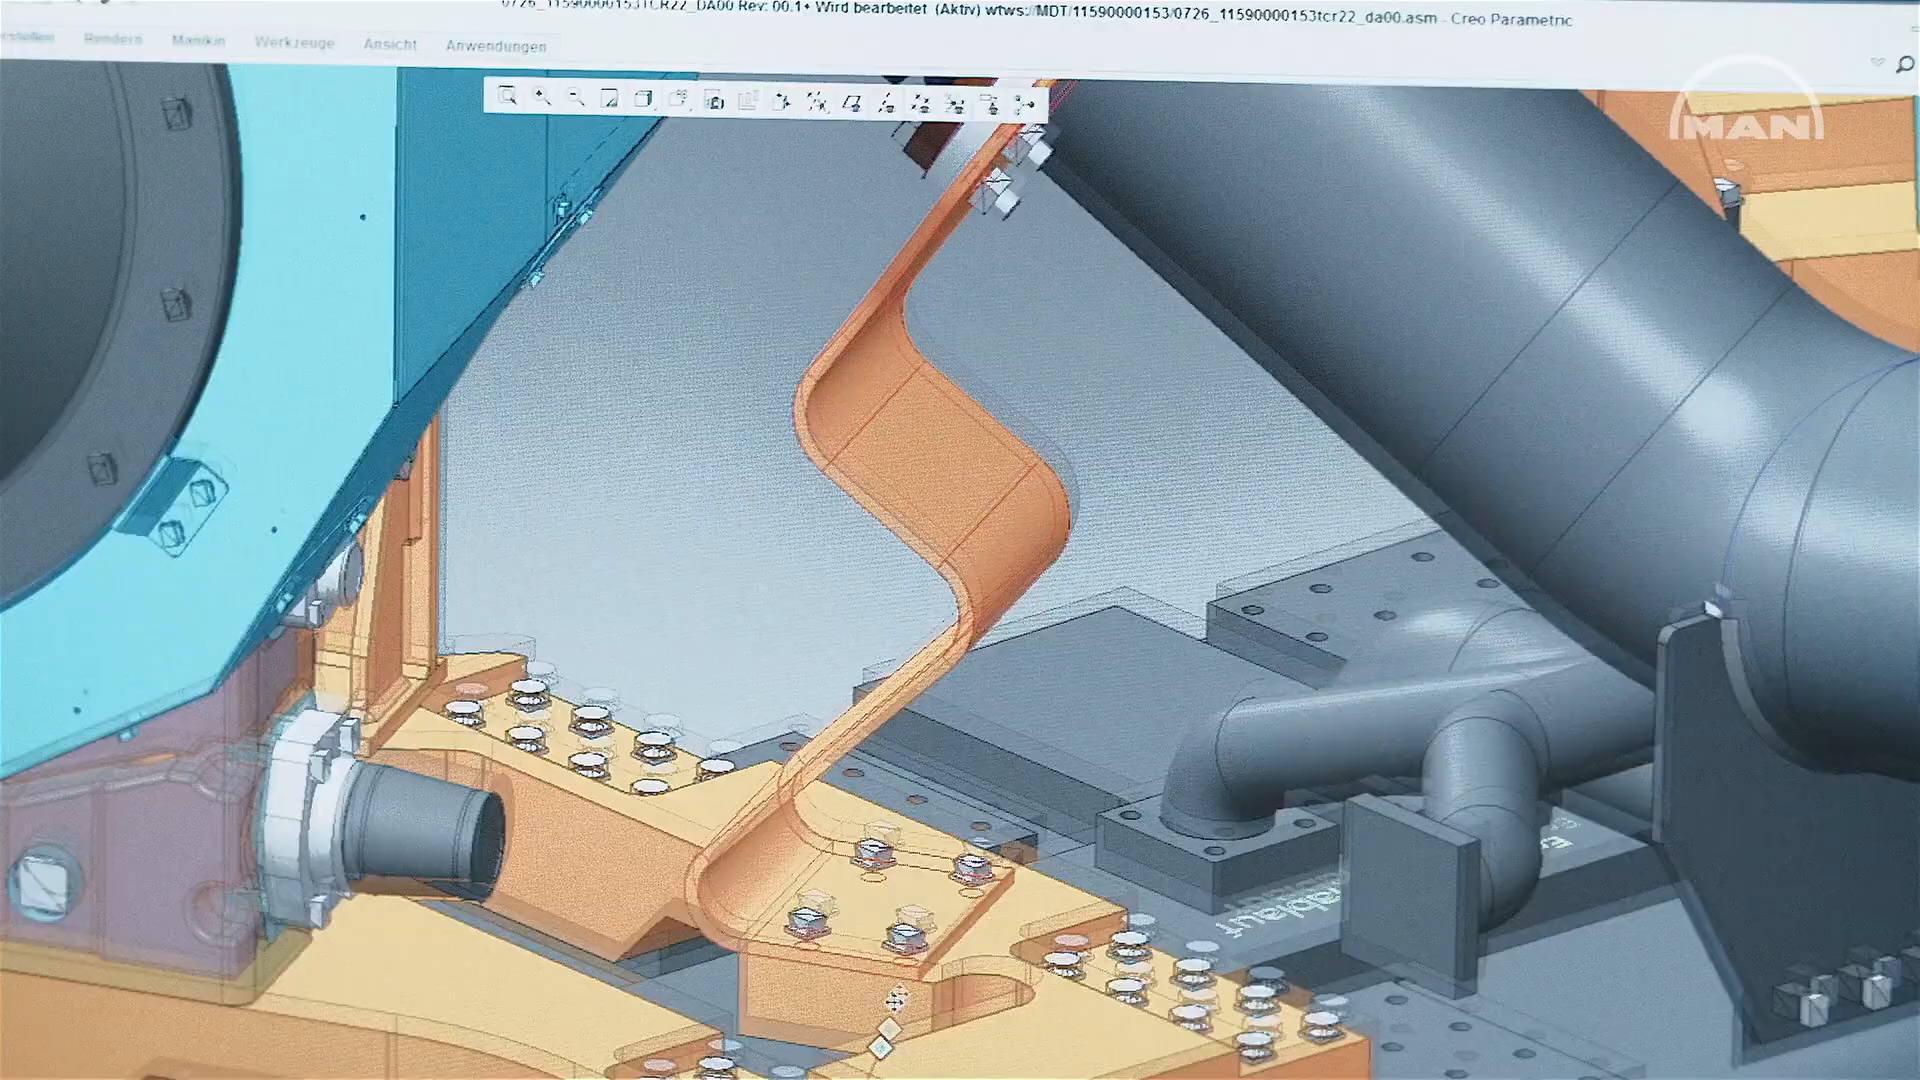 0726_11590000153TCR22_DA00 Rev: 00.1+ Wird bearbeitet (Aktiv) wtws://MDT/11590000153/0726_11590000153tcr22_da00.asm - Creo Parametric
Rendern Manikin Werkzeuge Ansicht Anwendungen
MAN